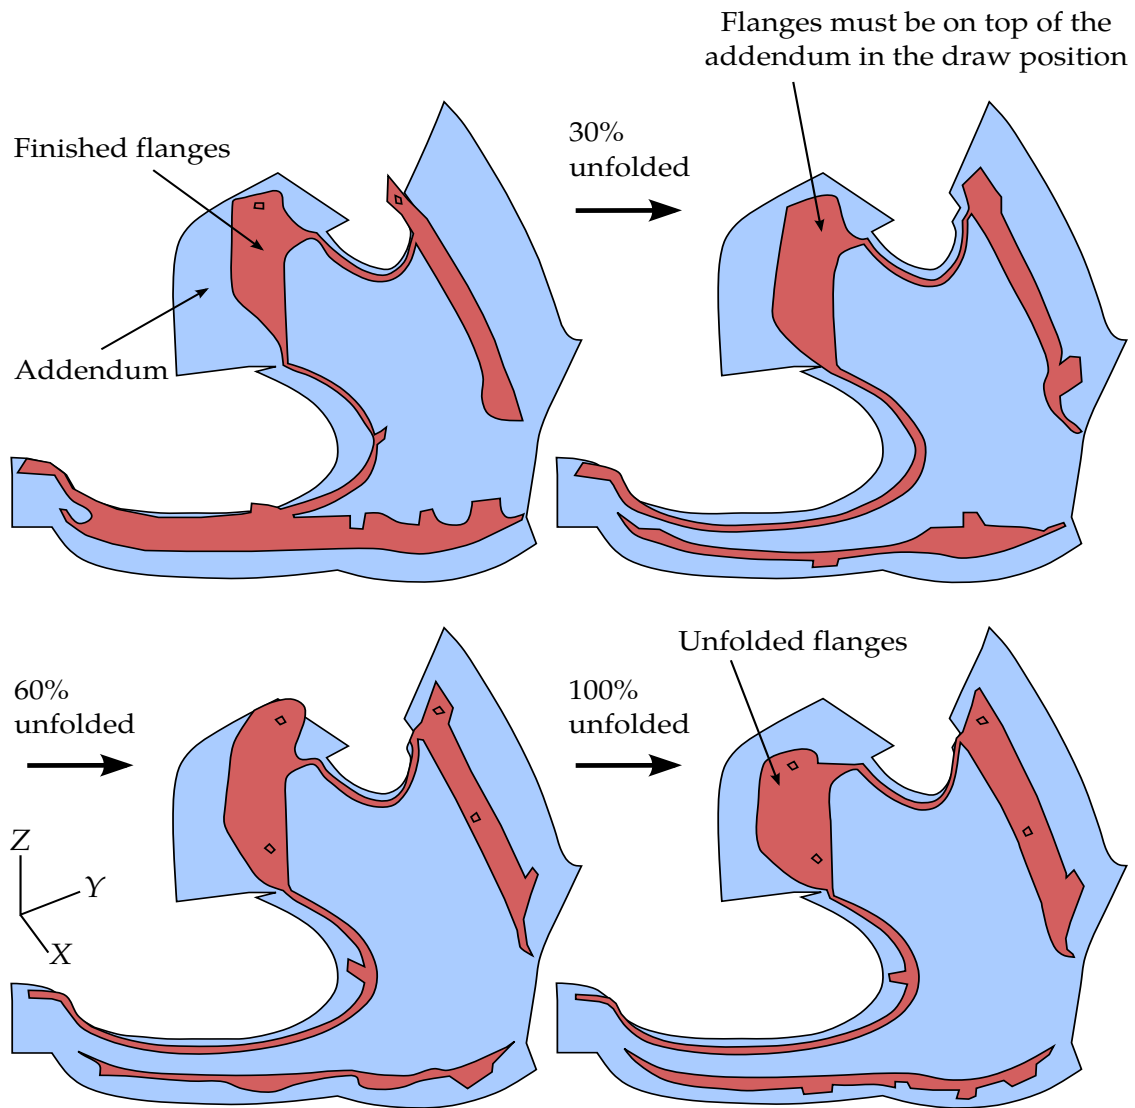 Flanges must be on top of the
addendum in the draw position
Finished flanges
30%
unfolded
Addendum
Unfolded flanges
60%
unfolded
100%
unfolded
Z
Y
X